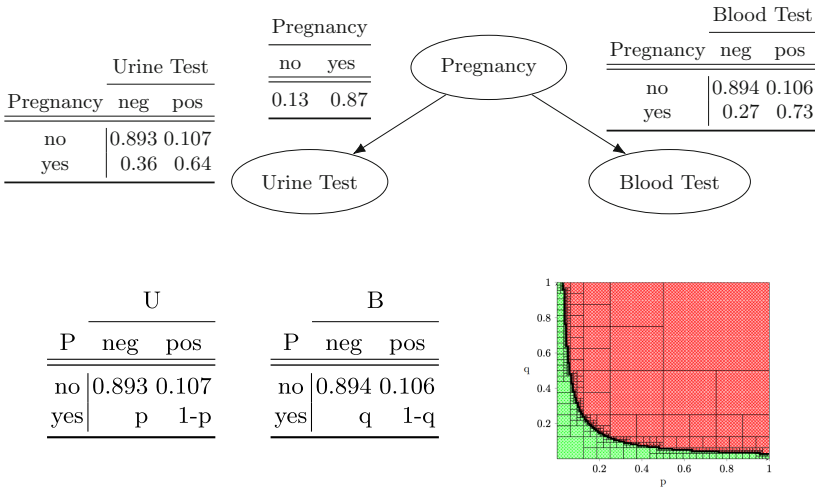 Pregnancy
no yes
0.13 0.87
Pregnancy
Blood Test
Pregnancy neg pos
no 0.894 0.106
yes 0.27 0.73
Urine Test
Pregnancy neg pos
no 0.893 0.107
yes 0.36 0.64
Urine Test
Blood Test
U
P neg pos
no 0.893 0.107
yes p 1-p
B
P neg pos
no 0.894 0.106
yes q 1-q
1
0.8
0.6
q
0.4
0.2
0.2 0.4 0.6 0.8 1
p